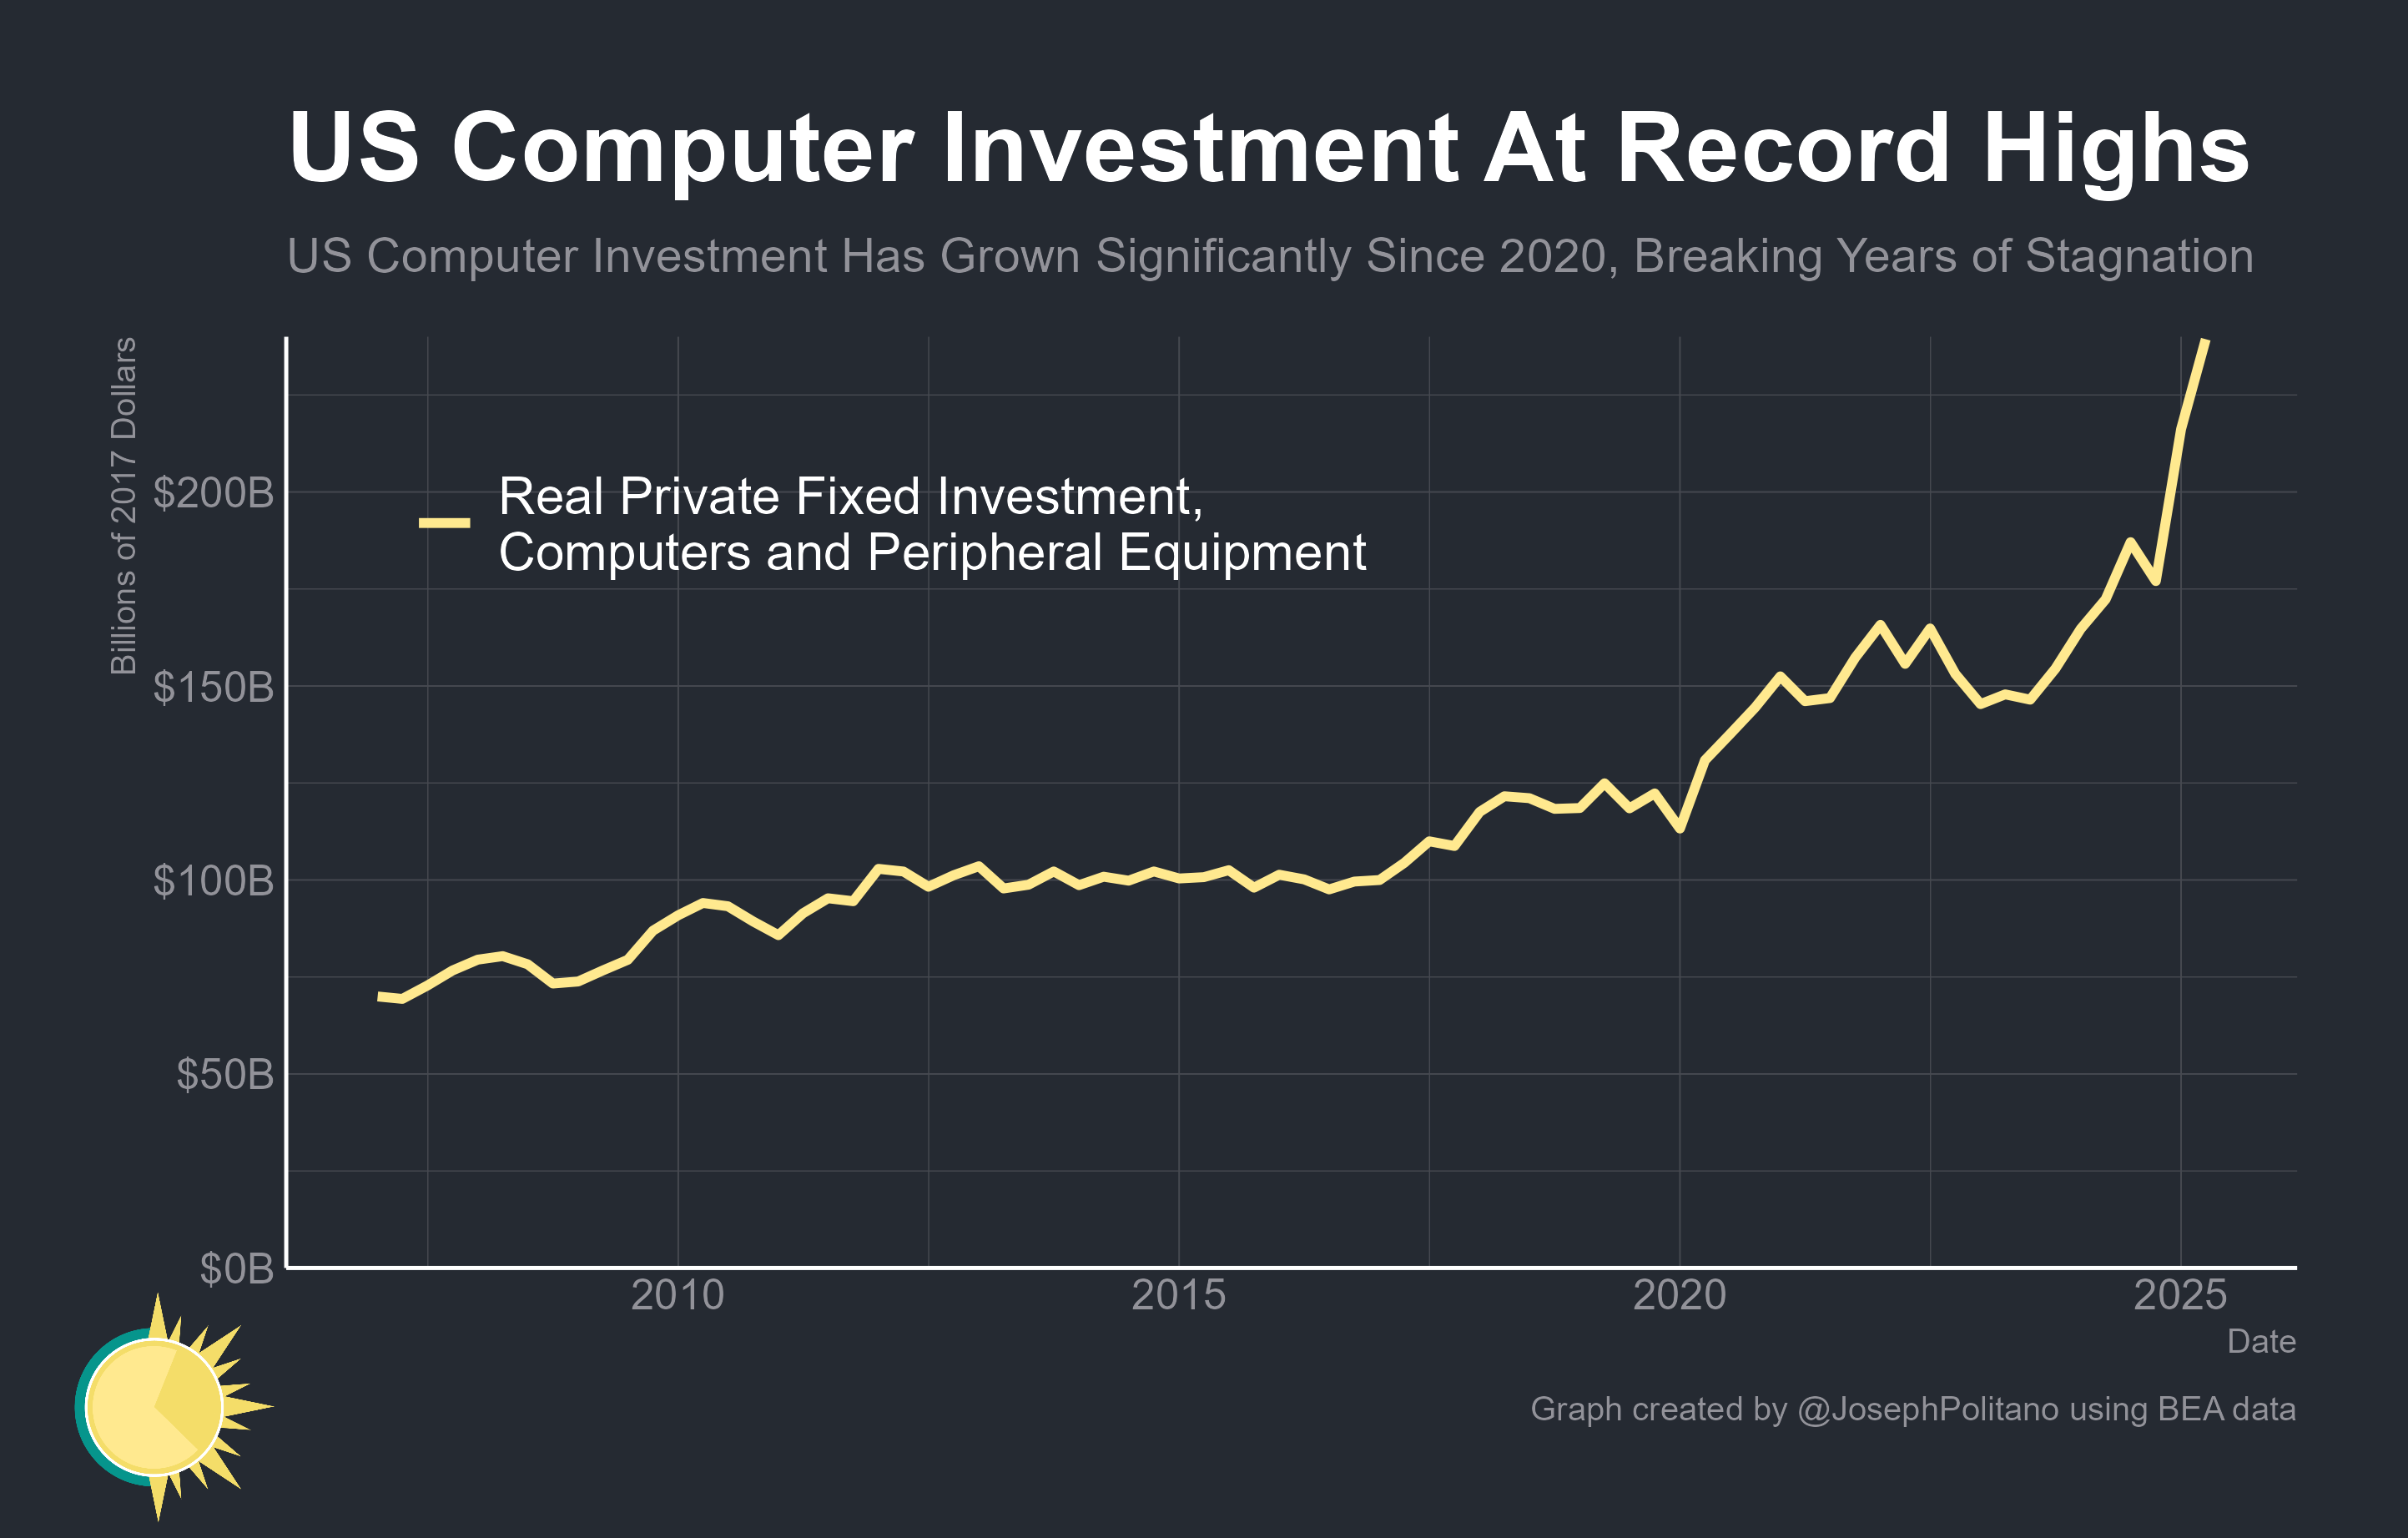 US Computer Investment At Record Highs
US Computer Investment Has Grown Significantly Since 2020, Breaking Years of Stagnation
Billions of 2017 Dollars
$200B
$150B
$100B
$50B
$0B
Real Private Fixed Investment,
Computers and Peripheral Equipment
2010
2015
2020
2025
Date
Graph created by @JosephPolitano using BEA data